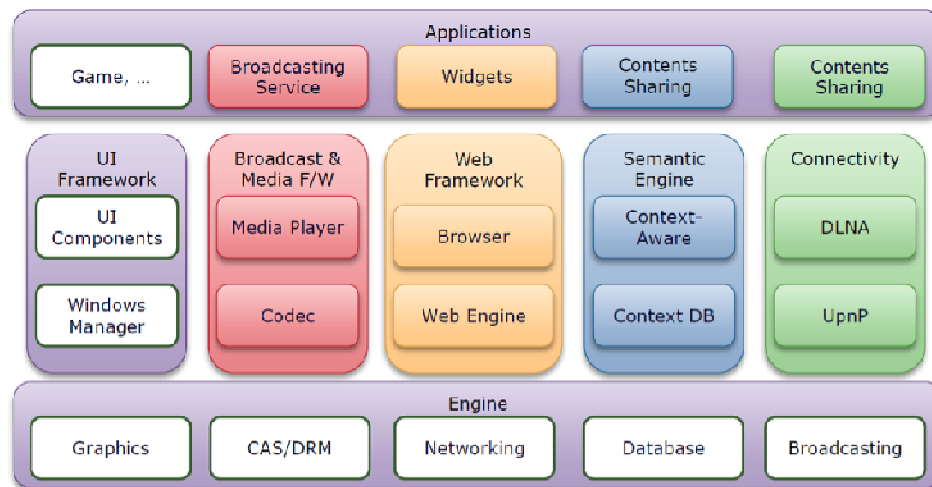 Applications
Game, ...
Broadcasting
Service
Widgets
Contents
Sharing
Contents
Sharing
UI
Framework
UI
Components
Windows
Manager
Broadcast &
Media F/W
Media Player
Codec
Web
Framework
Browser
Web Engine
Semantic
Engine
Context-
Aware
Context DB
Connectivity
DLNA
UpnP
Engine
Graphics
CAS/DRM
Networking
Database
Broadcasting